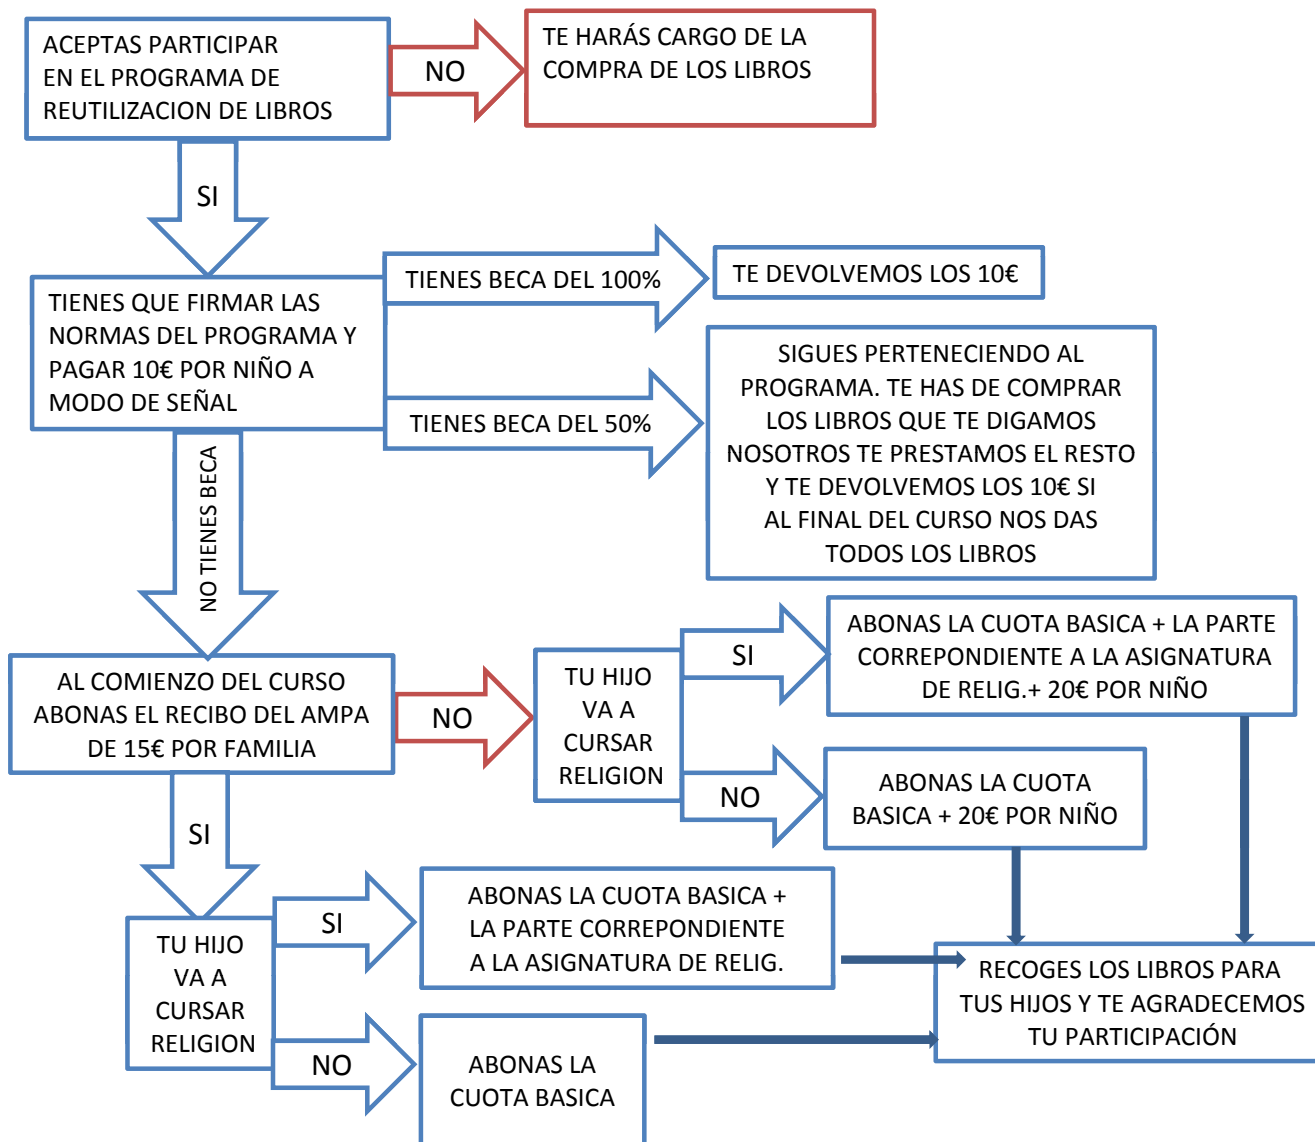 ACEPTAS PARTICIPAR
EN EL PROGRAMA DE
REUTILIZACION DE LIBROS
NO
TE HARÁS CARGO DE LA
COMPRA DE LOS LIBROS
SI
TIENES QUE FIRMAR LAS
NORMAS DEL PROGRAMA Y
PAGAR 10€ POR NIÑO A
MODO DE SEÑAL
TIENES BECA DEL 100%
TE DEVOLVEMOS LOS 10€
TIENES BECA DEL 50%
SIGUES PERTENECIENDO AL
PROGRAMA. TE HAS DE COMPRAR
LOS LIBROS QUE TE DIGAMOS
NOSOTROS TE PRESTAMOS EL RESTO
Y TE DEVOLVEMOS LOS 10€ SI
AL FINAL DEL CURSO NOS DAS
TODOS LOS LIBROS
NO TIENES BECA
AL COMIENZO DEL CURSO
ABONAS EL RECIBO DEL AMPA
DE 15€ POR FAMILIA
NO
TU HIJO
VA A
CURSAR
RELIGION
SI
ABONAS LA CUOTA BASICA + LA PARTE
CORREPONDIENTE A LA ASIGNATURA
DE RELIG.+ 20€ POR NIÑO
NO
ABONAS LA CUOTA
BASICA + 20€ POR NIÑO
SI
TU HIJO
VA A
CURSAR
RELIGION
SI
ABONAS LA CUOTA BASICA +
LA PARTE CORREPONDIENTE
A LA ASIGNATURA DE RELIG.
NO
ABONAS LA
CUOTA BASICA
RECOGES LOS LIBROS PARA
TUS HIJOS Y TE AGRADECEMOS
TU PARTICIPACIÓN